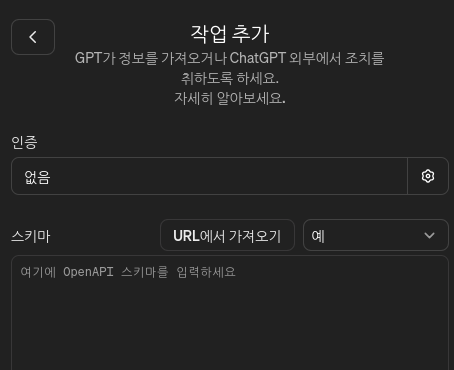 작업 추가
GPT가 정보를 가져오거나 ChatGPT 외부에서 조치를
취하도록 하세요.
자세히 알아보세요.
인증
없음
스키마
URL에서 가져오기
예
여기에 OpenAPI 스키마를 입력하세요